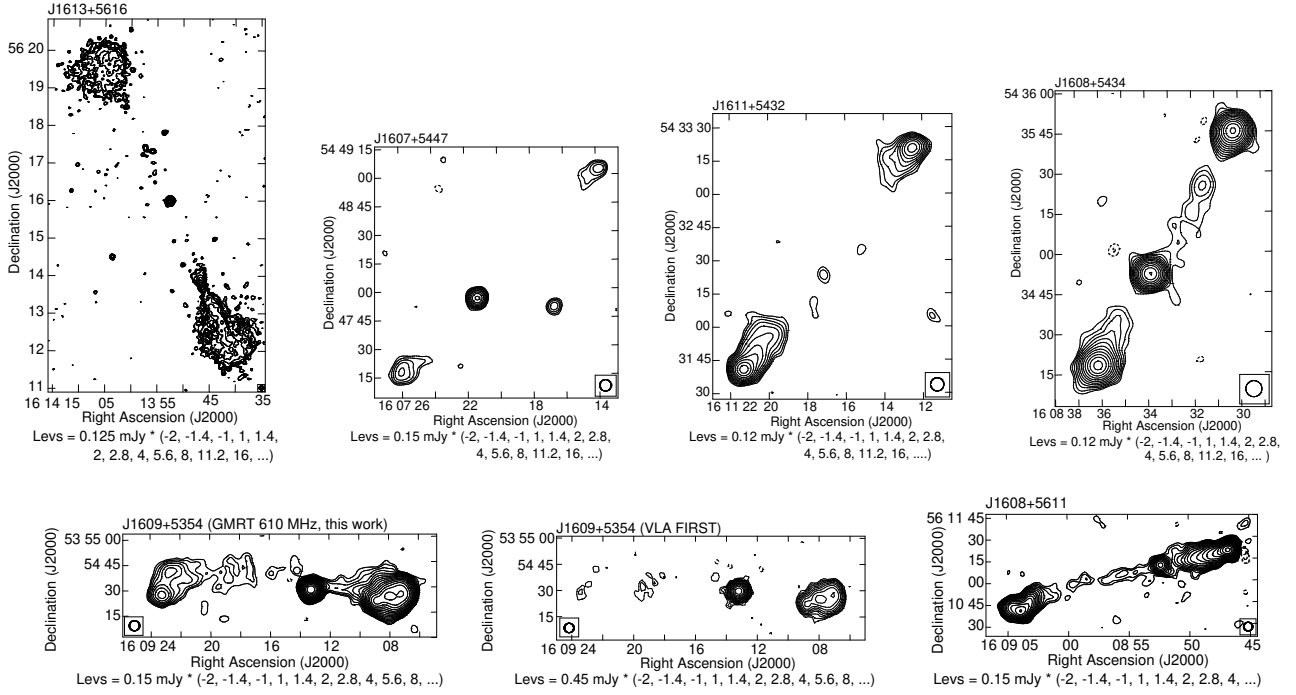 J1613+5616
56 20
19
18
17
16
15
14
13
12
11
16 14 15
05
13 55
45
35
Declination (J2000)
Right Ascension (J2000)
Levs = 0.125 mJy * (-2, -1.4, -1, 1, 1.4,
2, 2.8, 4, 5.6, 8, 11.2, 16, ...)
J1607+5447
54 49 15
00
48 45
30
15
00
47 45
30
15
16 07 26
22
18
14
Declination (J2000)
Right Ascension (J2000)
Levs = 0.15 mJy * (-2, -1.4, -1, 1, 1.4, 2, 2.8,
4, 5.6, 8, 11.2, 16, ...)
J1611+5432
54 33 30
15
00
32 45
30
15
00
31 45
30
16 11 22
20
18
16
14
12
Declination (J2000)
Right Ascension (J2000)
Levs = 0.12 mJy * (-2, -1.4, -1, 1, 1.4, 2, 2.8,
4, 5.6, 8, 11.2, 16, ....)
J1608+5434
54 36 00
35 45
30
15
00
34 45
30
15
16 08 38
36
34
32
30
Declination (J2000)
Right Ascension (J2000)
Levs = 0.12 mJy * (-2, -1.4, -1, 1, 1.4, 2, 2.8,
4, 5.6, 8, 11.2, 16, ... )
J1609+5354 (GMRT 610 MHz, this work)
53 55 00
54 45
30
15
16 09 24
20
16
12
08
Declination (J2000)
Right Ascension (J2000)
Levs = 0.15 mJy * (-2, -1.4, -1, 1, 1.4, 2, 2.8, 4, 5.6, 8, ...)
J1609+5354 (VLA FIRST)
53 55 00
54 45
30
15
16 09 24
20
16
12
08
Declination (J2000)
Right Ascension (J2000)
Levs = 0.45 mJy * (-2, -1.4, -1, 1, 1.4, 2, 2.8, 4, 5.6, 8, ...)
J1608+5611
56 11 45
30
15
00
10 45
30
16 09 05
00
08 55
50
45
Declination (J2000)
Right Ascension (J2000)
Levs = 0.15 mJy * (-2, -1.4, -1, 1, 1.4, 2, 2.8, 4, ...)